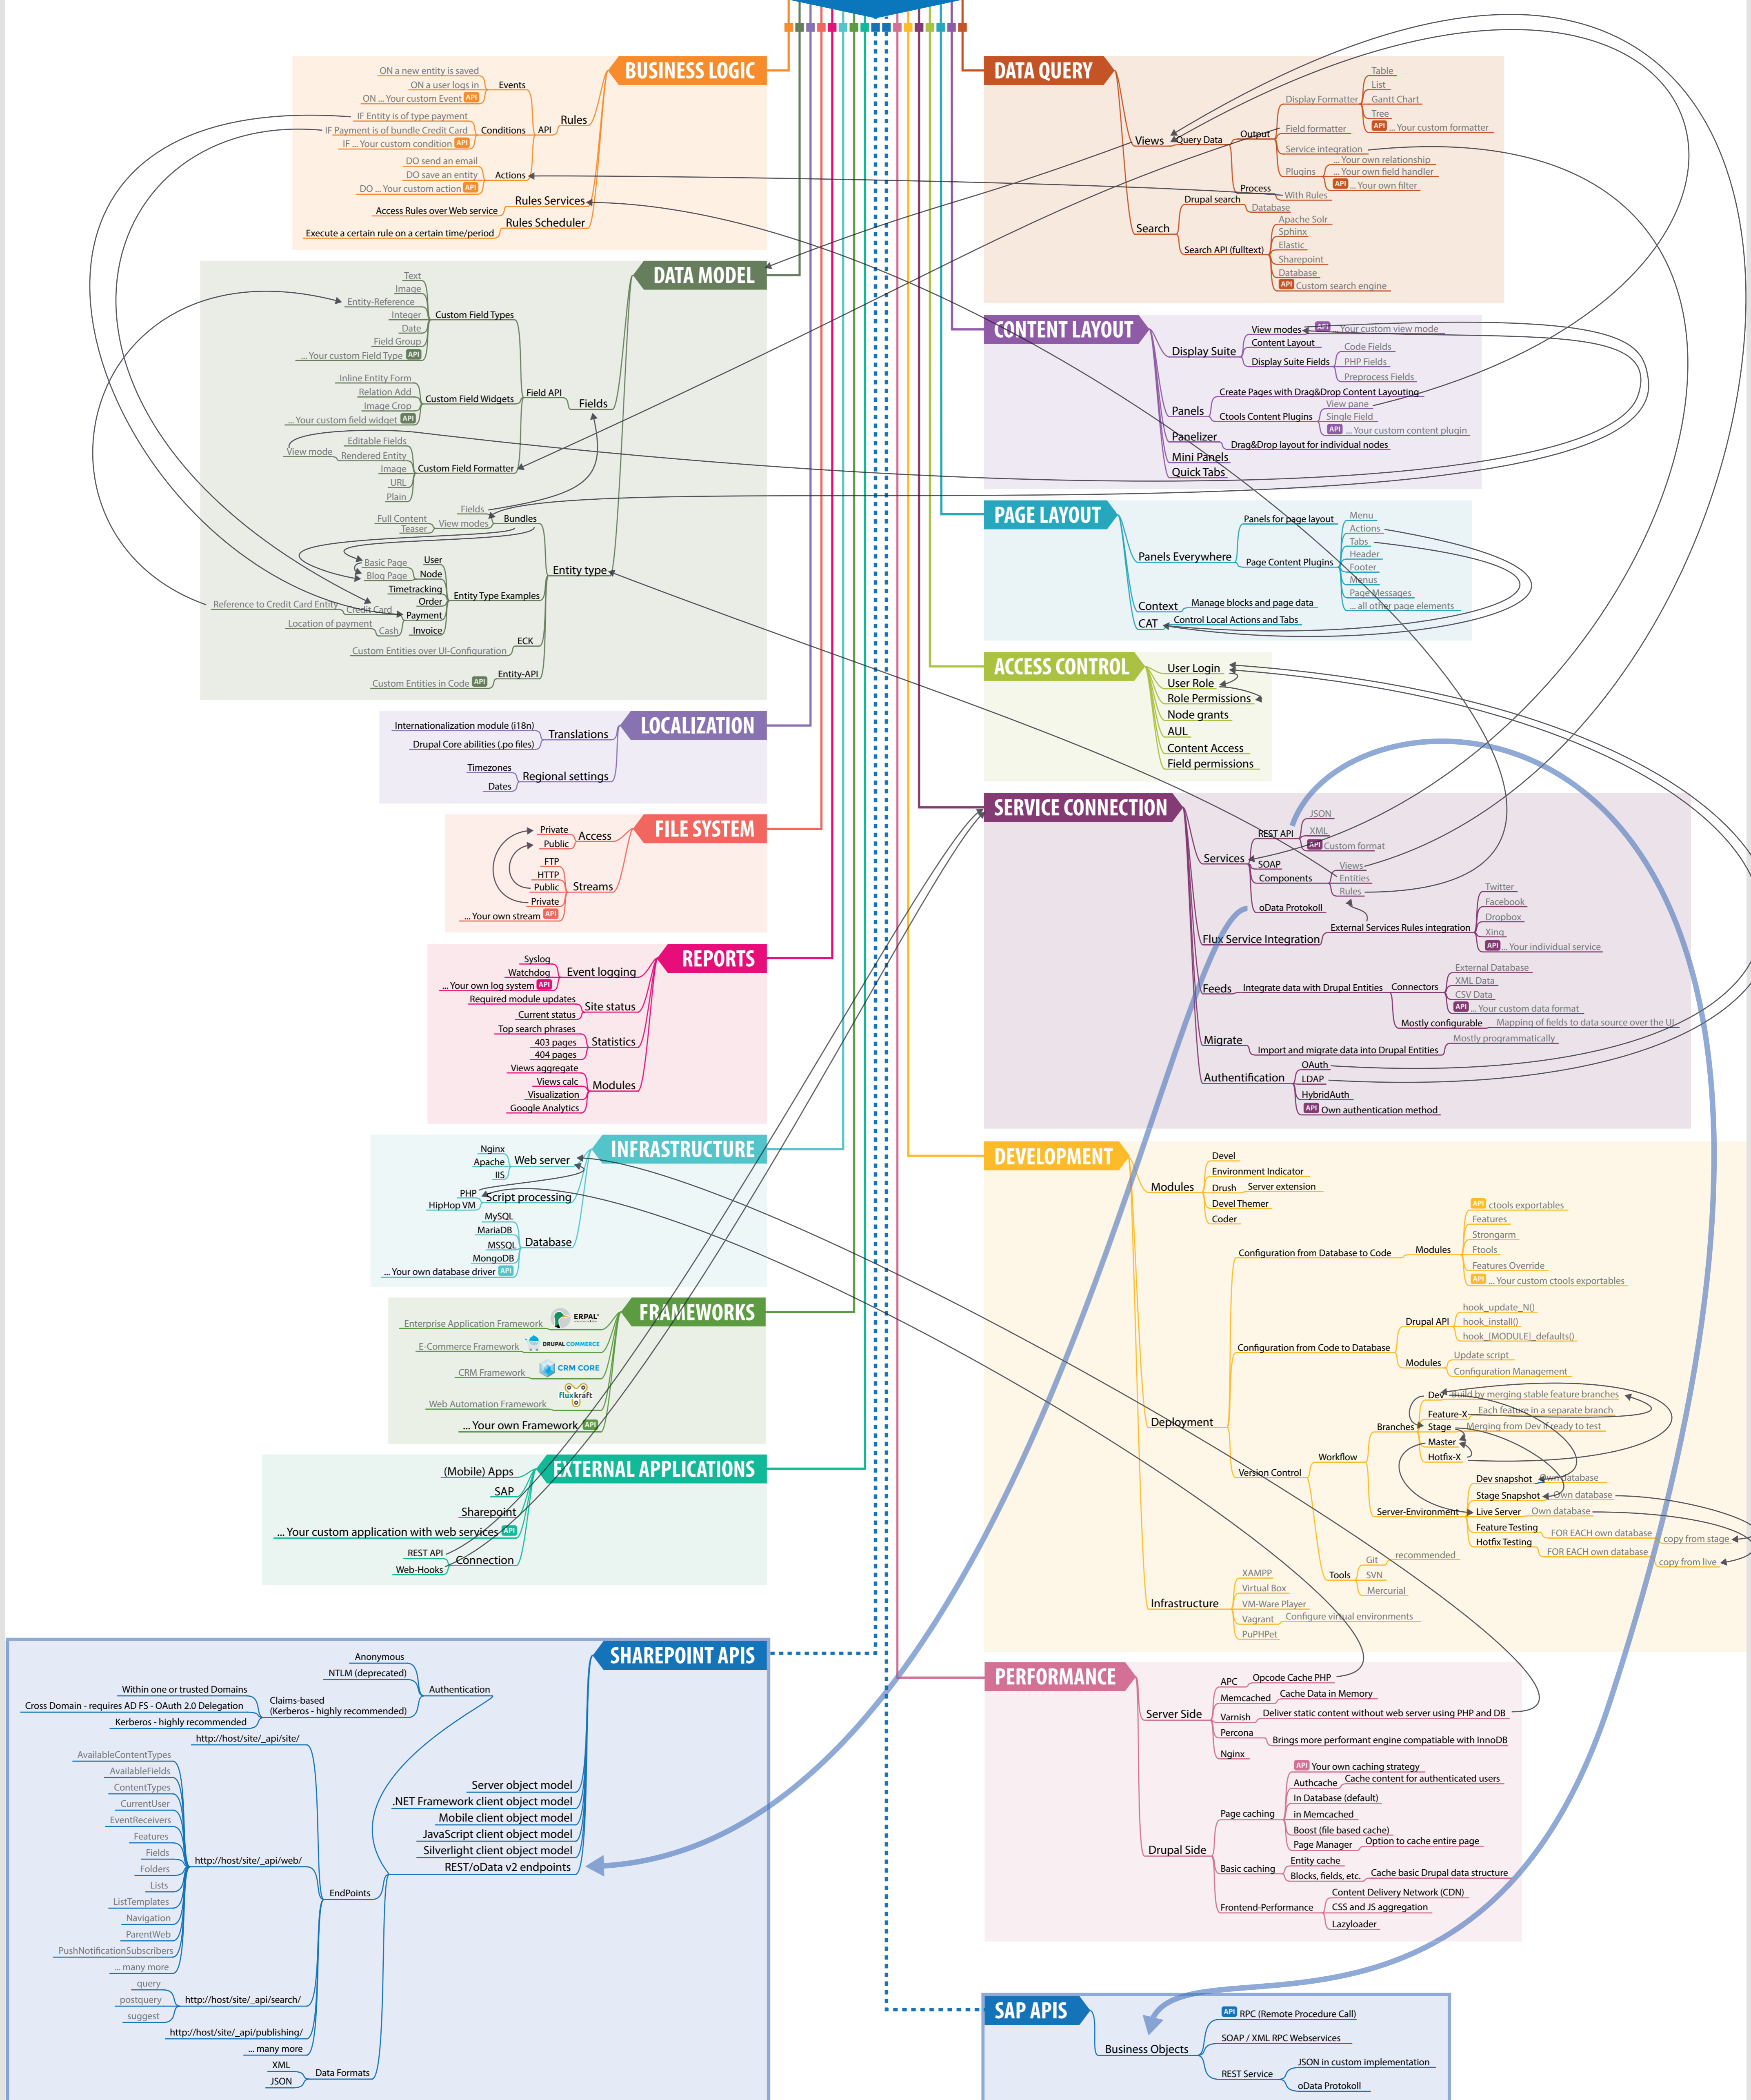 BUSINESS LOGIC
ON a new entity is saved
ON a user logs in
ON ... Your custom Event API
Events
IF Entity is of type payment
IF Payment is of bundle Credit Card
IF ... Your custom condition API
Conditions
API
Rules
DO send an email
DO save an entity
DO ... Your custom action API
Actions
Rules Services
Access Rules over Web service
Rules Scheduler
Execute a certain rule on a certain time/period
DATA MODEL
Text
Image
Entity-Reference
Integer
Date
Field Group
... Your custom Field Type API
Custom Field Types
Inline Entity Form
Relation Add
Image Crop
... Your custom field widget API
Custom Field Widgets
Field API
Fields
Editable Fields
View mode
Rendered Entity
Image
URL
Plain
Custom Field Formatter
Fields
Full Content
Teaser
View modes
Bundles
Basic Page
Blog Page
User
Node
Timetracking
Order
Entity Type Examples
Entity type
Reference to Credit Card Entity
Credit Card
Payment
Location of payment
Cash
Invoice
ECK
Custom Entities over UI-Configuration
Entity-API
Custom Entities in Code API
LOCALIZATION
Internationalization module (i18n)
Drupal Core abilities (.po files)
Translations
Timezones
Dates
Regional settings
FILE SYSTEM
Private
Public
Access
FTP
HTTP
Public
Private
... Your own stream API
Streams
REPORTS
Syslog
Watchdog
... Your own log system API
Event logging
Required module updates
Current status
Site status
Top search phrases
403 pages
404 pages
Statistics
Views aggregate
Views calc
Visualization
Google Analytics
Modules
INFRASTRUCTURE
Nginx
Apache
IIS
Web server
PHP
HipHop VM
Script processing
MySQL
MariaDB
MSSQL
MongoDB
... Your own database driver API
Database
FRAMEWORKS
Enterprise Application Framework
ERPAL
E-Commerce Framework
DRUPAL COMMERCE
CRM Framework
CRM CORE
Web Automation Framework
fluxkraft
... Your own Framework API
EXTERNAL APPLICATIONS
(Mobile) Apps
SAP
Sharepoint
... Your custom application with web services API
REST API
Web-Hooks
Connection
SHAREPOINT APIS
Anonymous
NTLM (deprecated)
Within one or trusted Domains
Cross Domain - requires AD FS - OAuth 2.0 Delegation
Kerberos - highly recommended
Claims-based
(Kerberos - highly recommended)
Authentication
http://host/site/_api/site/
AvailableContentTypes
AvailableFields
ContentTypes
CurrentUser
EventReceivers
Features
Fields
Folders
Lists
ListTemplates
Navigation
ParentWeb
PushNotificationSubscribers
... many more
http://host/site/_api/web/
query
postquery
suggest
http://host/site/_api/search/
http://host/site/_api/publishing/
... many more
EndPoints
XML
JSON
Data Formats
Server object model
.NET Framework client object model
Mobile client object model
JavaScript client object model
Silverlight client object model
REST/oData v2 endpoints
DATA QUERY
Views
Query Data
Output
Display Formatter
Table
List
Gantt Chart
Tree
API ... Your custom formatter
Field formatter
Service integration
Plugins
... Your own relationship
... Your own field handler
API ... Your own filter
Process
With Rules
Search
Drupal search
Database
Search API (fulltext)
Apache Solr
Sphinx
Elastic
Sharepoint
Database
API Custom search engine
CONTENT LAYOUT
Display Suite
View modes
API ... Your custom view mode
Content Layout
Display Suite Fields
Code Fields
PHP Fields
Preprocess Fields
Panels
Create Pages with Drag&Drop Content Layouting
Ctools Content Plugins
View pane
Single Field
API ... Your custom content plugin
Panelizer
Drag&Drop layout for individual nodes
Mini Panels
Quick Tabs
PAGE LAYOUT
Panels Everywhere
Panels for page layout
Page Content Plugins
Menu
Actions
Tabs
Header
Footer
Menus
Page Messages
... all other page elements
Context
Manage blocks and page data
CAT
Control Local Actions and Tabs
ACCESS CONTROL
User Login
User Role
Role Permissions
Node grants
AUL
Content Access
Field permissions
SERVICE CONNECTION
Services
REST API
JSON
XML
API Custom format
SOAP
Components
Views
Entities
Rules
oData Protokoll
Flux Service Integration
External Services Rules integration
Twitter
Facebook
Dropbox
Xing
API ... Your individual service
Feeds
Integrate data with Drupal Entities
Connectors
External Database
XML Data
CSV Data
API ... Your custom data format
Mostly configurable
Mapping of fields to data source over the UI
Migrate
Import and migrate data into Drupal Entities
Mostly programmatically
Authentification
OAuth
LDAP
HybridAuth
API Own authentication method
DEVELOPMENT
Modules
Devel
Environment Indicator
Drush
Server extension
Devel Themer
Coder
Deployment
Configuration from Database to Code
Modules
API ctools exportables
Features
Strongarm
Ftools
Features Override
API ... Your custom ctools exportables
Configuration from Code to Database
Drupal API
hook_update_N()
hook_install()
hook_[MODULE]_defaults()
Modules
Update script
Configuration Management
Version Control
Workflow
Branches
Dev
Build by merging stable feature branches
Feature-X
Each feature in a separate branch
Stage
Merging from Dev if ready to test
Master
Hotfix-X
Server-Environment
Dev snapshot
Own database
Stage Snapshot
Own database
Live Server
Own database
Feature Testing
FOR EACH own database
copy from stage
Hotfix Testing
FOR EACH own database
copy from live
Tools
Git
recommended
SVN
Mercurial
Infrastructure
XAMPP
Virtual Box
VM-Ware Player
Vagrant
Configure virtual environments
PuPHPet
PERFORMANCE
Server Side
APC
Opcode Cache PHP
Memcached
Cache Data in Memory
Varnish
Deliver static content without web server using PHP and DB
Percona
Brings more performant engine compatiable with InnoDB
Nginx
Drupal Side
Page caching
API Your own caching strategy
Authcache
Cache content for authenticated users
In Database (default)
in Memcached
Boost (file based cache)
Page Manager
Option to cache entire page
Basic caching
Entity cache
Blocks, fields, etc.
Cache basic Drupal data structure
Frontend-Performance
Content Delivery Network (CDN)
CSS and JS aggregation
Lazyloader
SAP APIS
Business Objects
API RPC (Remote Procedure Call)
SOAP / XML RPC Webservices
REST Service
JSON in custom implementation
oData Protokoll